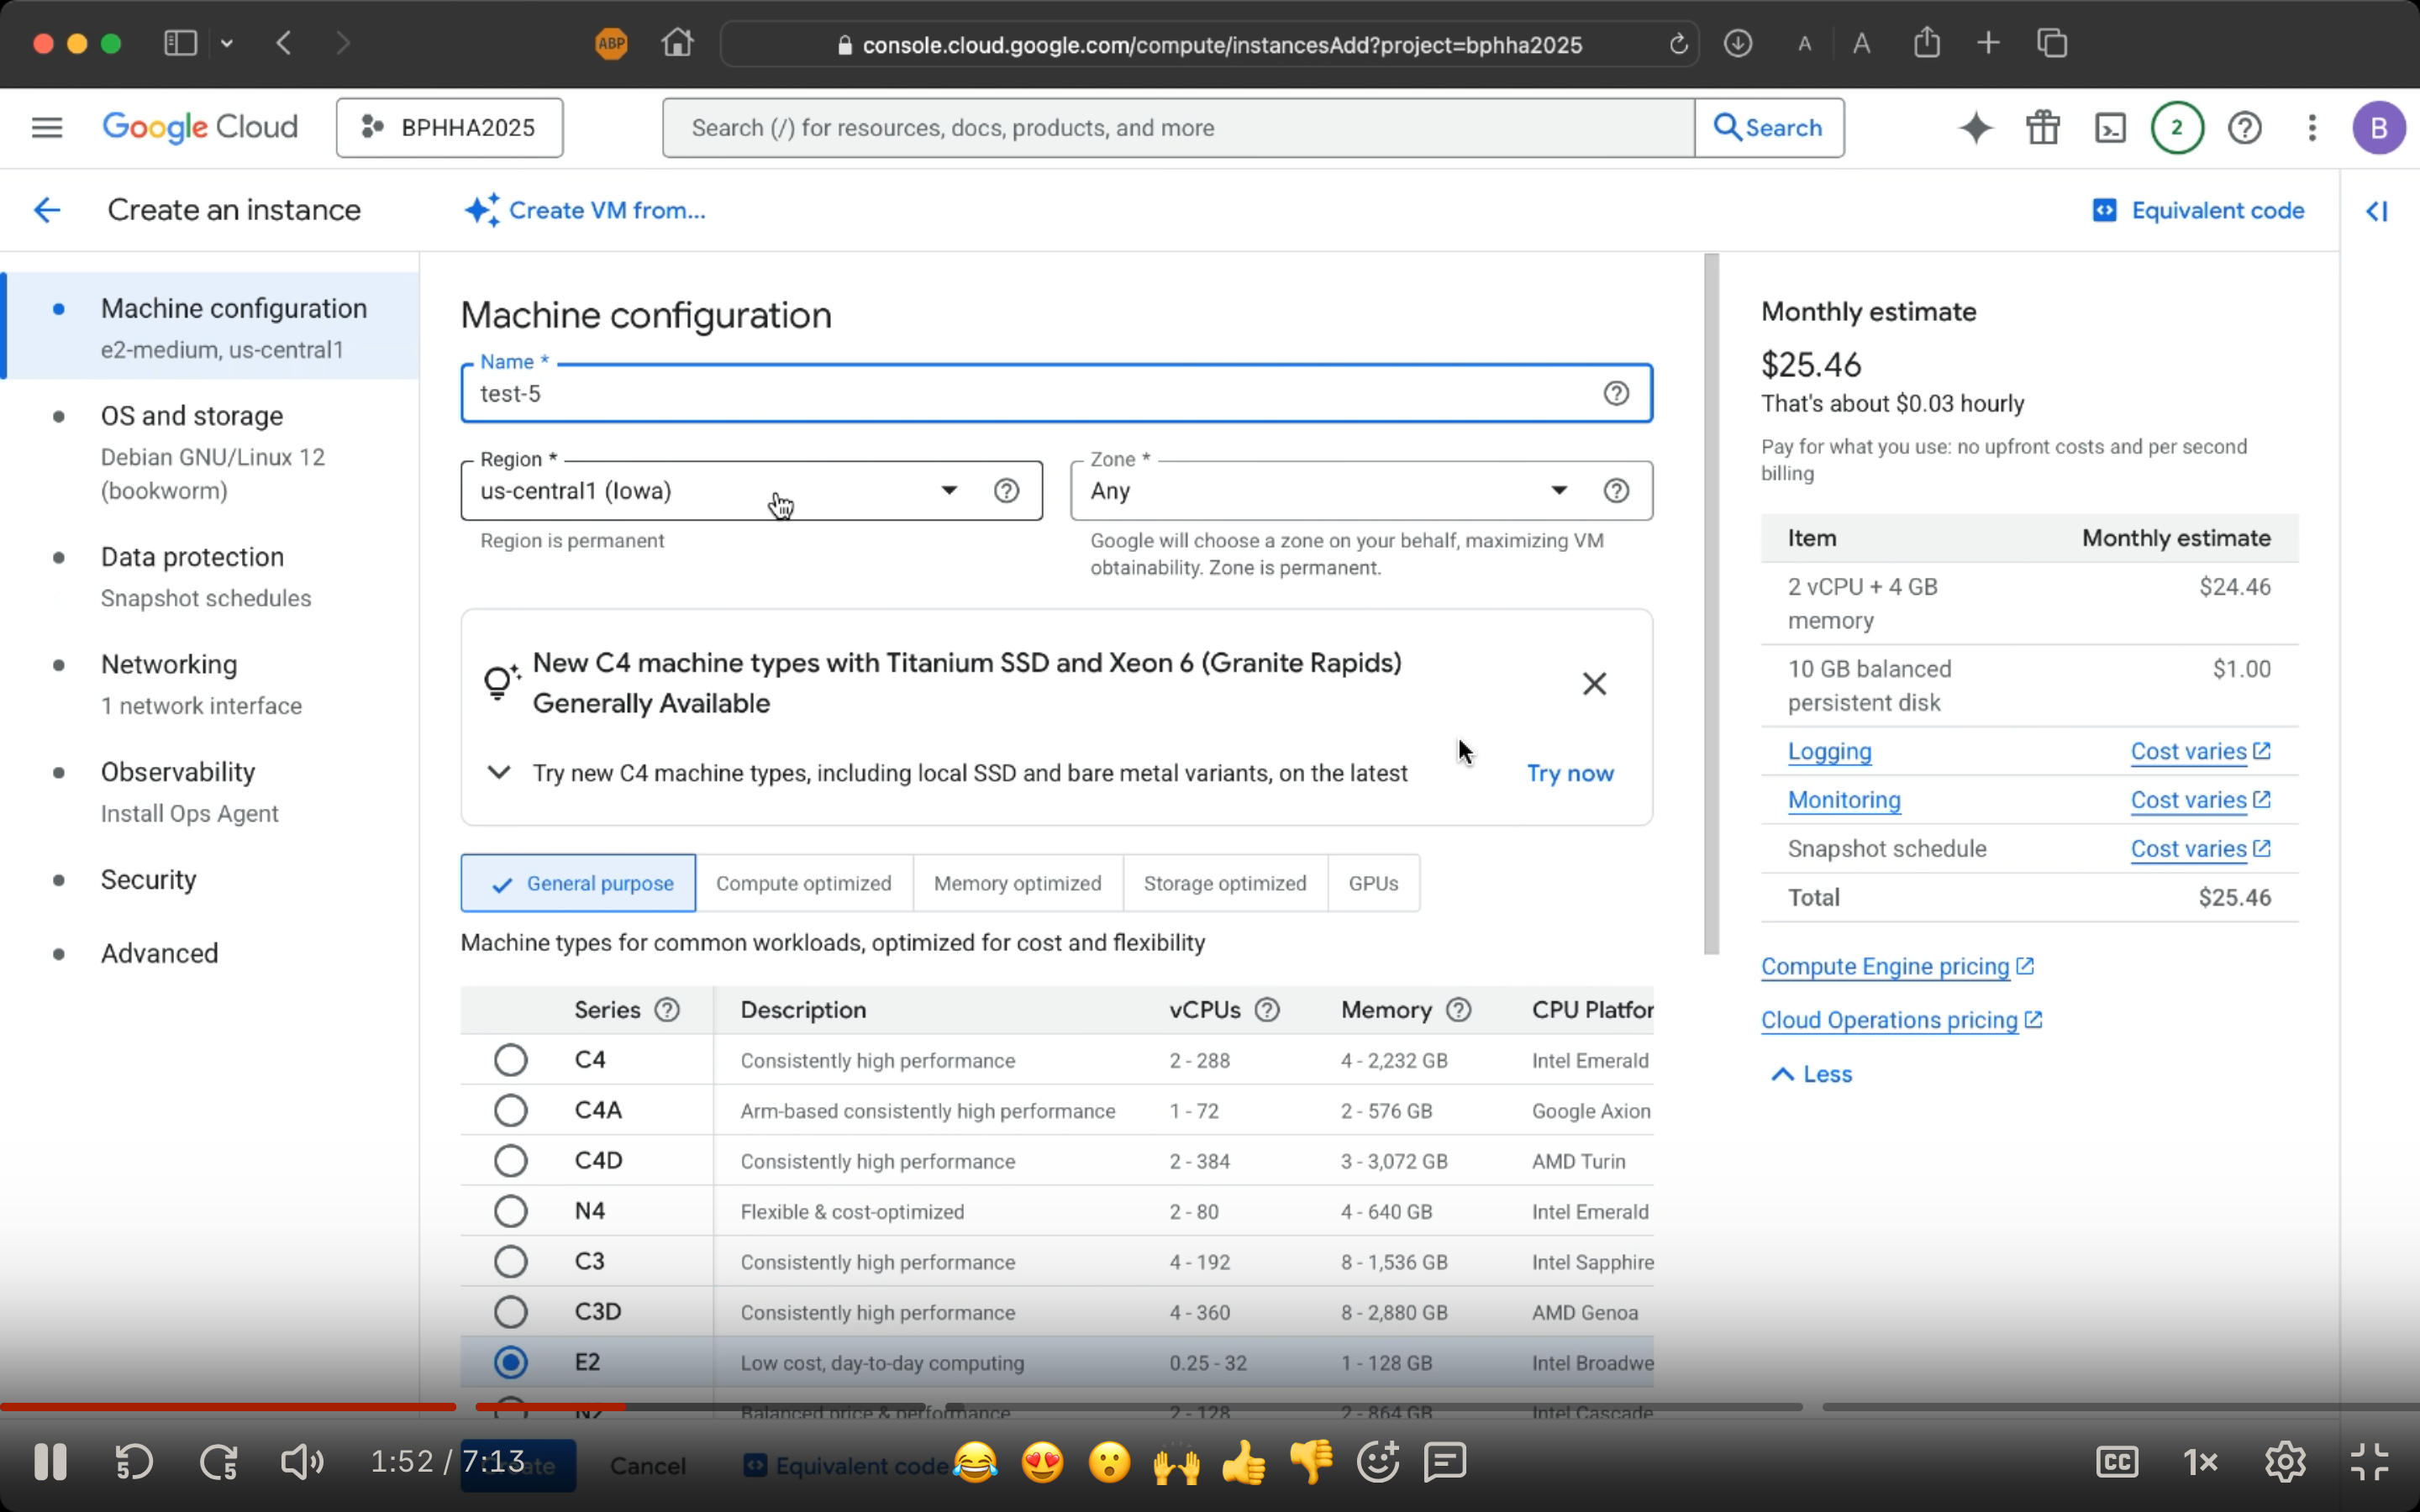 ABP
console.cloud.google.com/compute/instancesAdd?project=bphha2025
A
A
Google Cloud
BPHHA2025
Search (/) for resources, docs, products, and more
Search
2
B
Create an instance
Create VM from...
Equivalent code
Machine configuration
e2-medium, us-central1
OS and storage
Debian GNU/Linux 12
(bookworm)
Data protection
Snapshot schedules
Networking
1 network interface
Observability
Install Ops Agent
Security
Advanced
Machine configuration
Name *
test-5
Region *
us-central1 (Iowa)
Region is permanent
Zone *
Any
Google will choose a zone on your behalf, maximizing VM
obtainability. Zone is permanent.
New C4 machine types with Titanium SSD and Xeon 6 (Granite Rapids)
Generally Available
Try new C4 machine types, including local SSD and bare metal variants, on the latest
Try now
General purpose
Compute optimized
Memory optimized
Storage optimized
GPUs
Machine types for common workloads, optimized for cost and flexibility
Series Description vCPUs Memory CPU Platfor
C4 Consistently high performance 2 - 288 4 - 2,232 GB Intel Emerald
C4A Arm-based consistently high performance 1 - 72 2 - 576 GB Google Axion
C4D Consistently high performance 2 - 384 3 - 3,072 GB AMD Turin
N4 Flexible & cost-optimized 2 - 80 4 - 640 GB Intel Emerald
C3 Consistently high performance 4 - 192 8 - 1,536 GB Intel Sapphire
C3D Consistently high performance 4 - 360 8 - 2,880 GB AMD Genoa
E2 Low cost, day-to-day computing 0.25 - 32 1 - 128 GB Intel Broadwe
N2 Balanced price & performance 2 - 128 2 - 864 GB Intel Cascade
Monthly estimate
$25.46
That's about $0.03 hourly
Pay for what you use: no upfront costs and per second
billing
Item Monthly estimate
2 vCPU + 4 GB
memory
$24.46
10 GB balanced
persistent disk
$1.00
Logging Cost varies
Monitoring Cost varies
Snapshot schedule Cost varies
Total $25.46
Compute Engine pricing
Cloud Operations pricing
Less
5
5
1:52 / 7:13
Cancel
Equivalent code
CC
1×